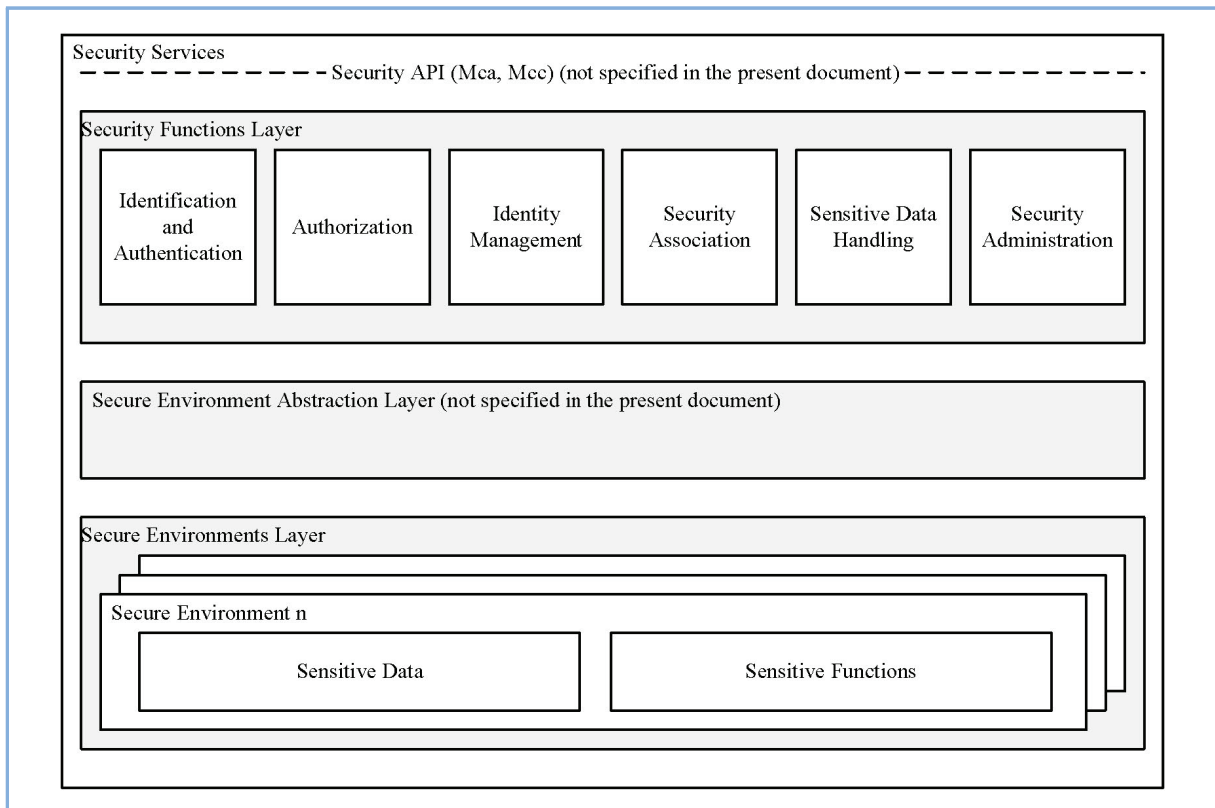 Security Services
Security API (Mca, Mcc) (not specified in the present document)
Security Functions Layer
Identification
and
Authentication
Authorization
Identity
Management
Security
Association
Sensitive Data
Handling
Security
Administration
Secure Environment Abstraction Layer (not specified in the present document)
Secure Environments Layer
Secure Environment n
Sensitive Data
Sensitive Functions